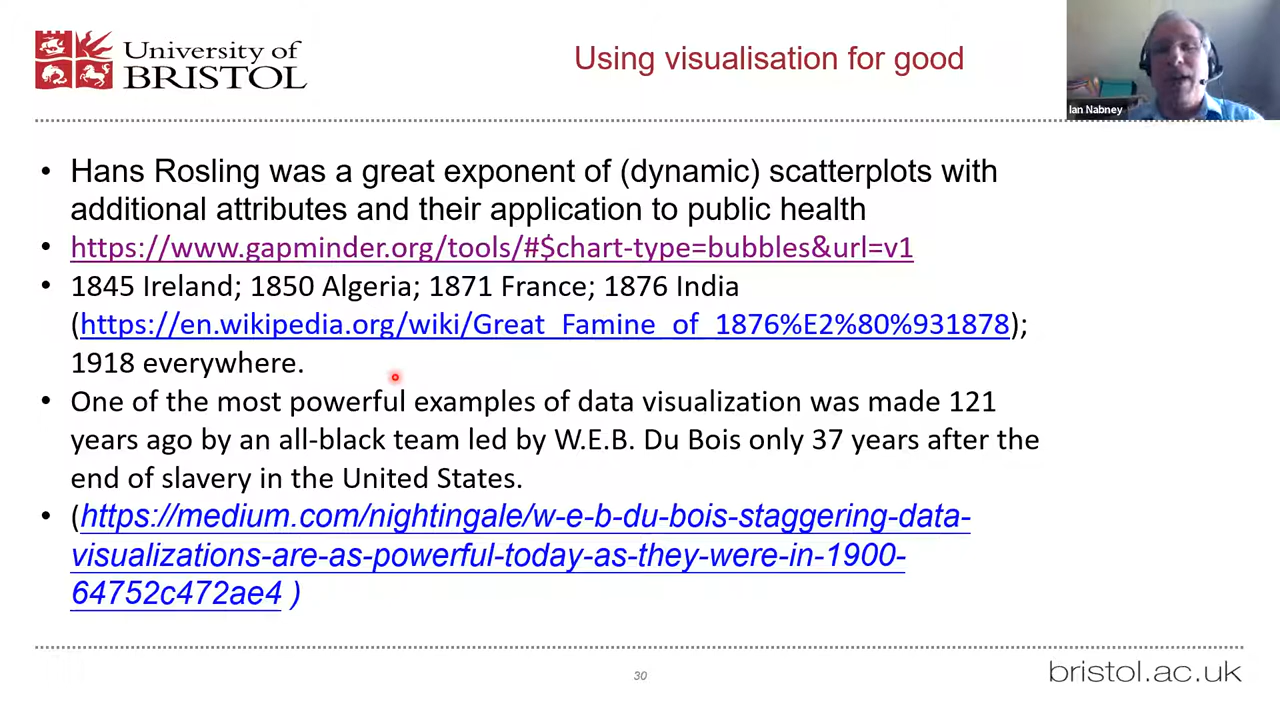 University of
BRISTOL
Using visualisation for good
Ian Nabney
• Hans Rosling was a great exponent of (dynamic) scatterplots with
additional attributes and their application to public health
• https://www.gapminder.org/tools/#$chart-type=bubbles&url=v1
• 1845 Ireland; 1850 Algeria; 1871 France; 1876 India
(https://en.wikipedia.org/wiki/Great_Famine_of_1876%E2%80%931878);
1918 everywhere.
• One of the most powerful examples of data visualization was made 121
years ago by an all-black team led by W.E.B. Du Bois only 37 years after the
end of slavery in the United States.
• (https://medium.com/nightingale/w-e-b-du-bois-staggering-data-
visualizations-are-as-powerful-today-as-they-were-in-1900-
64752c472ae4 )
30
bristol.ac.uk